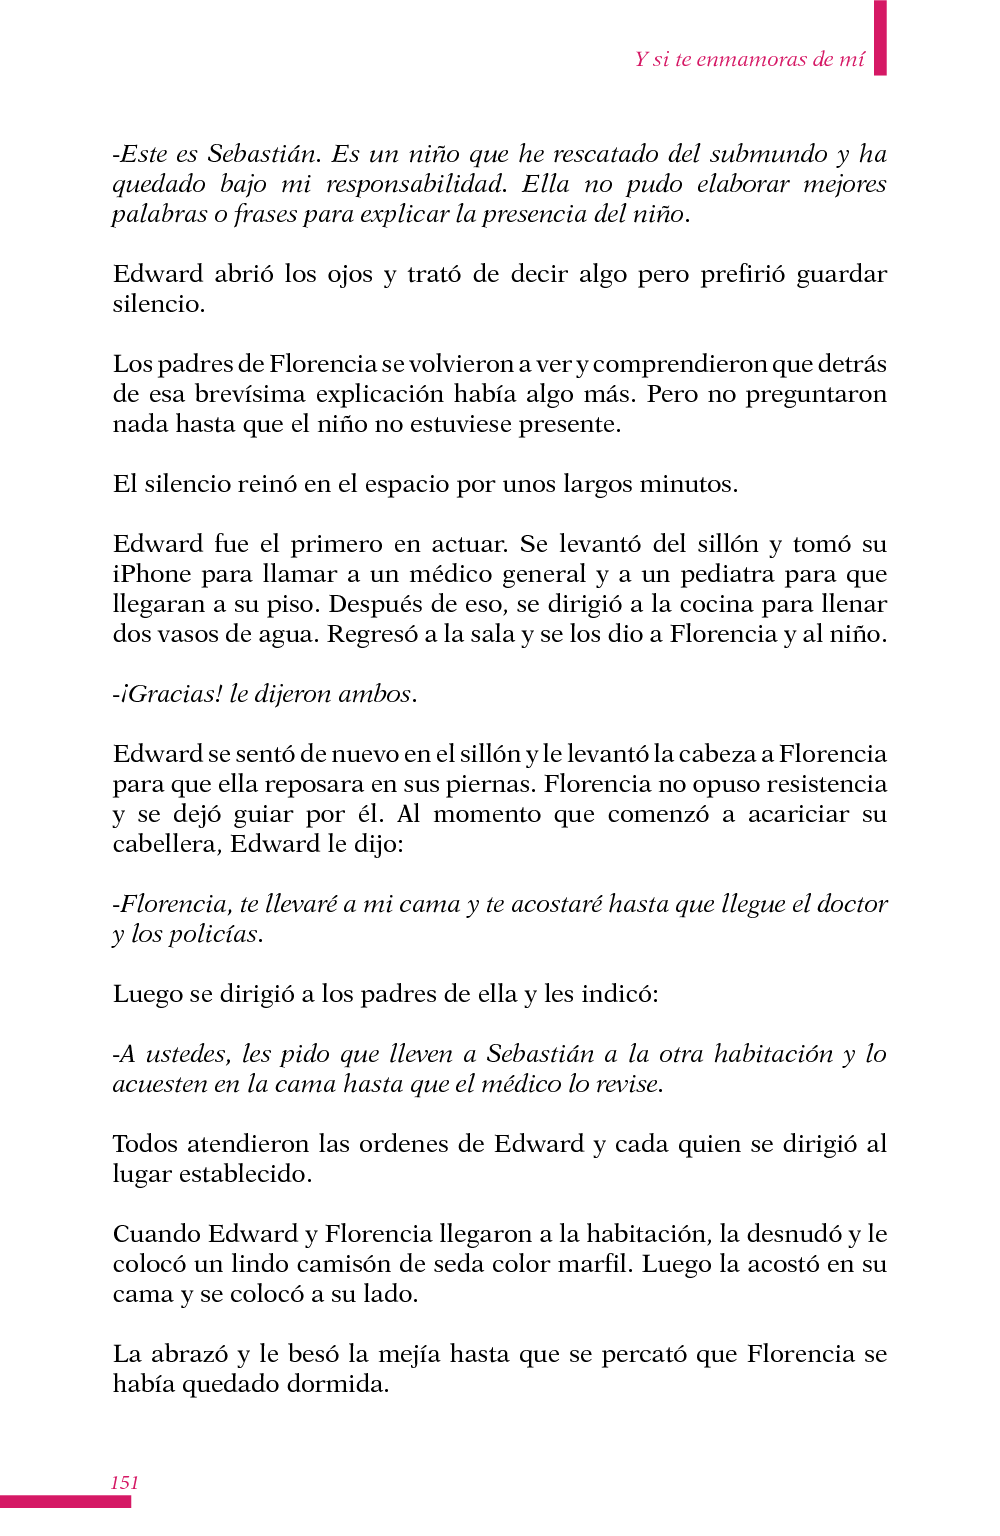 Y si te enmamoras de mí
-Este es Sebastián. Es un niño que he rescatado del submundo y ha
quedado bajo mi responsabilidad. Ella no pudo elaborar mejores
palabras o frases para explicar la presencia del niño.
Edward abrió los ojos y trató de decir algo pero prefirió guardar
silencio.
Los padres de Florencia se volvieron a ver y comprendieron que detrás
de esa brevísima explicación había algo más. Pero no preguntaron
nada hasta que el niño no estuviese presente.
El silencio reinó en el espacio por unos largos minutos.
Edward fue el primero en actuar. Se levantó del sillón y tomó su
iPhone para llamar a un médico general y a un pediatra para que
llegaran a su piso. Después de eso, se dirigió a la cocina para llenar
dos vasos de agua. Regresó a la sala y se los dio a Florencia y al niño.
-¡Gracias! le dijeron ambos.
Edward se sentó de nuevo en el sillón y le levantó la cabeza a Florencia
para que ella reposara en sus piernas. Florencia no opuso resistencia
y se dejó guiar por él. Al momento que comenzó a acariciar su
cabellera, Edward le dijo:
-Florencia, te llevaré a mi cama y te acostaré hasta que llegue el doctor
y los policías.
Luego se dirigió a los padres de ella y les indicó:
-A ustedes, les pido que lleven a Sebastián a la otra habitación y lo
acuesten en la cama hasta que el médico lo revise.
Todos atendieron las ordenes de Edward y cada quien se dirigió al
lugar establecido.
Cuando Edward y Florencia llegaron a la habitación, la desnudó y le
colocó un lindo camisón de seda color marfil. Luego la acostó en su
cama y se colocó a su lado.
La abrazó y le besó la mejía hasta que se percató que Florencia se
había quedado dormida.
151